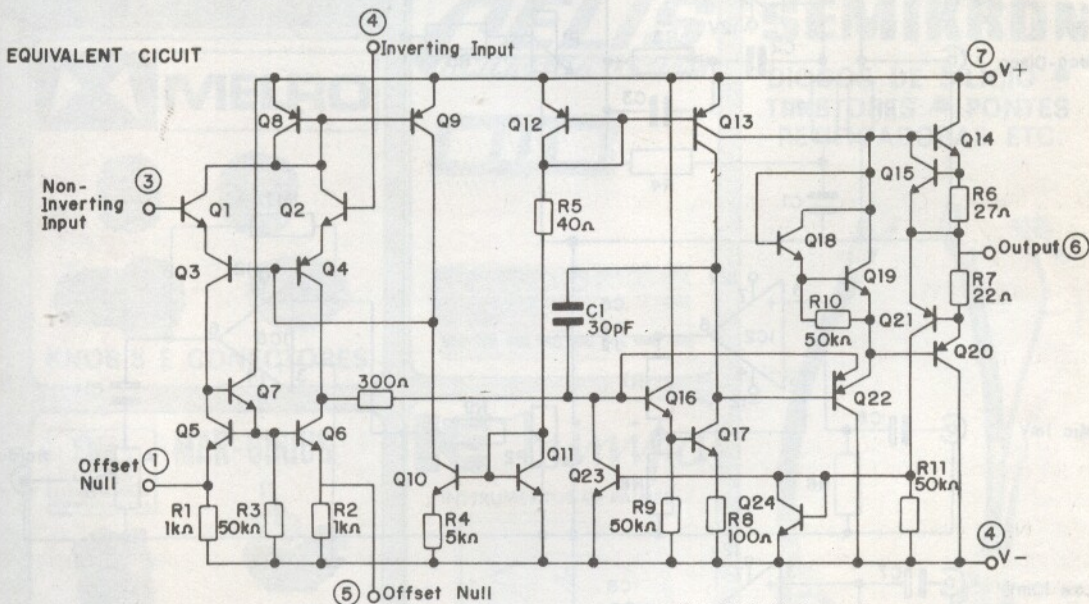 EQUIVALENT CICUIT
④
Inverting Input
⑦
V+
Q8
Q9
Q12
Q13
Q14
Q15
Non-
Inverting
Input
③
Q1
Q2
R5
40Ω
R6
27Ω
Q18
Output ⑥
Q3
Q4
Q19
R7
22Ω
C1
30pF
R10
50kΩ
Q21
Q20
300Ω
Q7
Q16
Q22
Q5
Q6
Q17
Offset
Null
①
Q10
Q11
Q23
R11
50kΩ
Q24
R1
1kΩ
R3
50kΩ
R2
1kΩ
R4
5kΩ
R9
50kΩ
R8
100Ω
④
V-
⑤ Offset Null